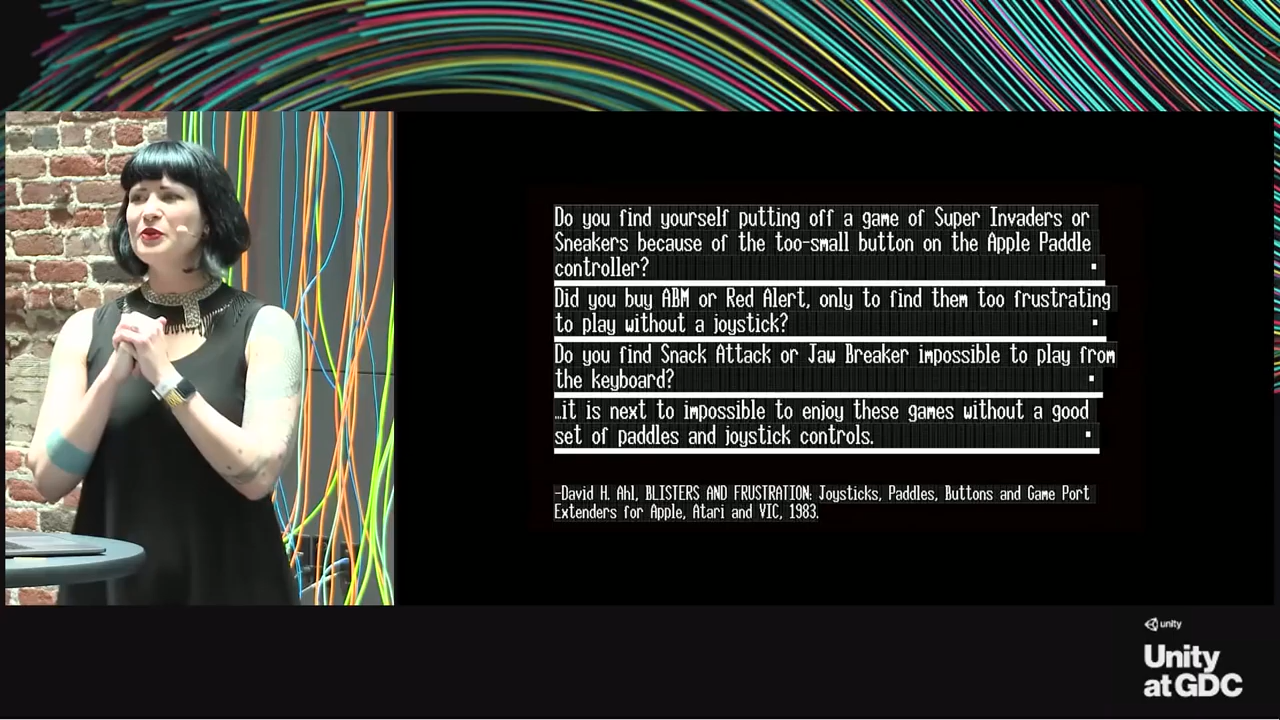 Do you find yourself putting off a game of Super Invaders or
Sneakers because of the too-small button on the Apple Paddle
controller?
Did you buy ABM or Red Alert, only to find them too frustrating
to play without a joystick?
Do you find Snack Attack or Jaw Breaker impossible to play from
the keyboard?
…it is next to impossible to enjoy these games without a good
set of paddles and joystick controls.
—David H. Ahl, BLISTERS AND FRUSTRATION: Joysticks, Paddles, Buttons and Game Port
Extenders for Apple, Atari and VIC, 1983.
unity
Unity
at GDC